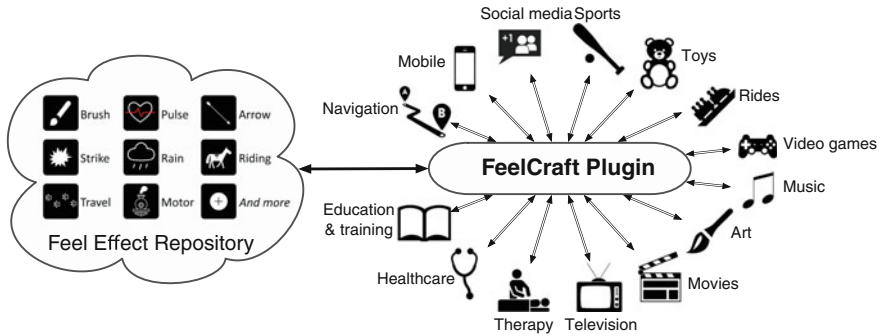 Social media
Sports
Mobile
Toys
+1
Navigation
A
B
Rides
Brush
Pulse
Arrow
Video games
Strike
Rain
Riding
FeelCraft Plugin
Music
Travel
Motor
And more
Education
& training
Art
Feel Effect Repository
Healthcare
Movies
Therapy
Television